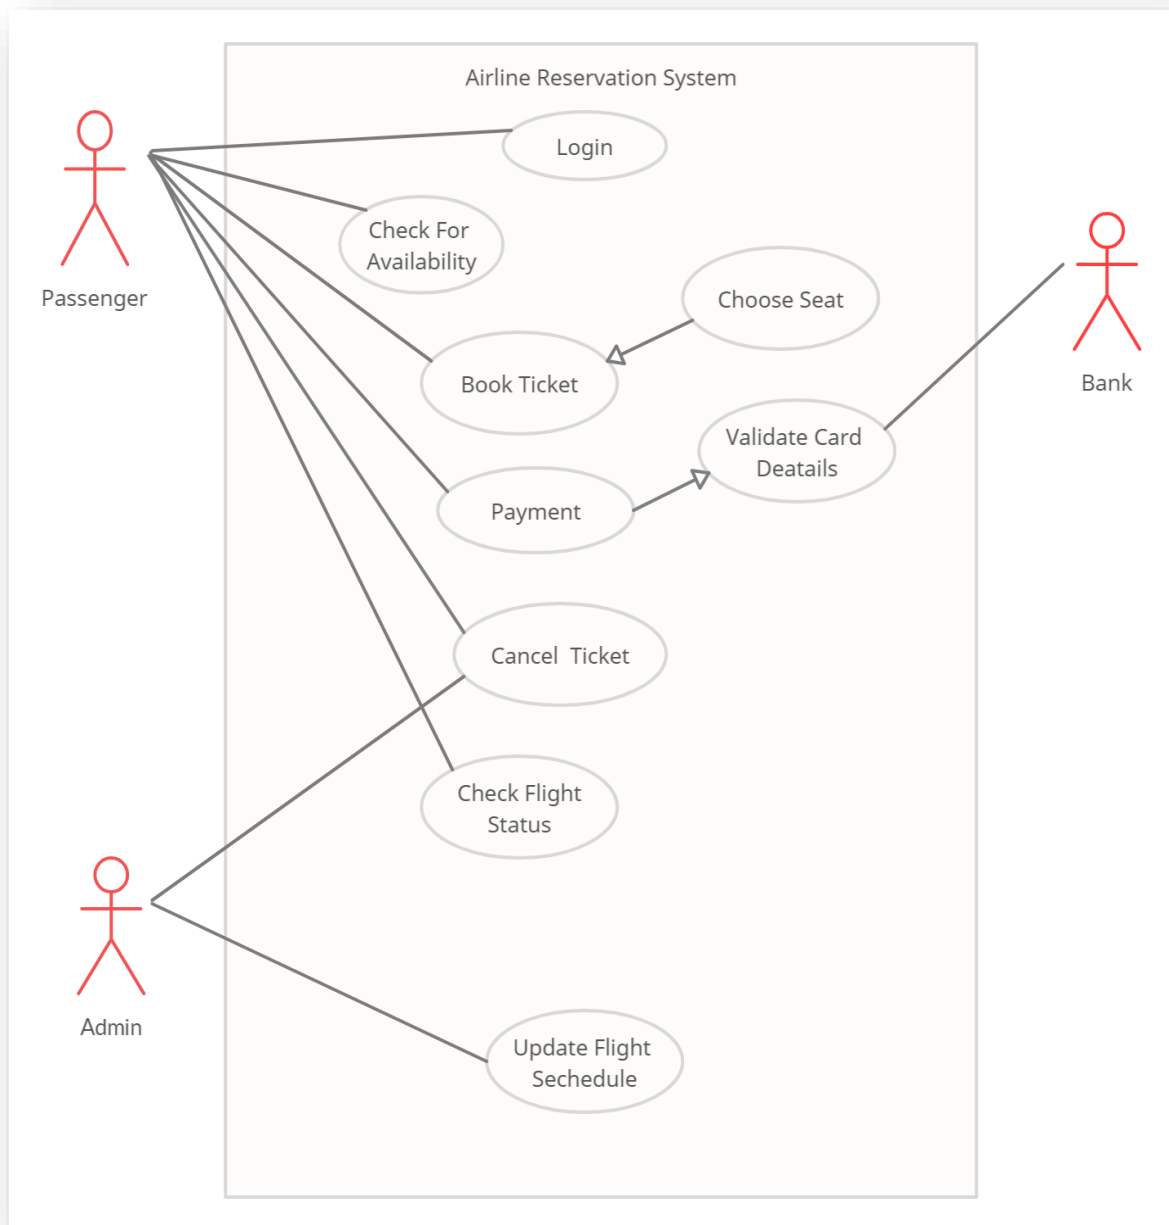 Airline Reservation System
Login
Check For
Availability
Passenger
Choose Seat
Book Ticket
Bank
Validate Card
Deatails
Payment
Cancel  Ticket
Check Flight
Status
Admin
Update Flight
Sechedule